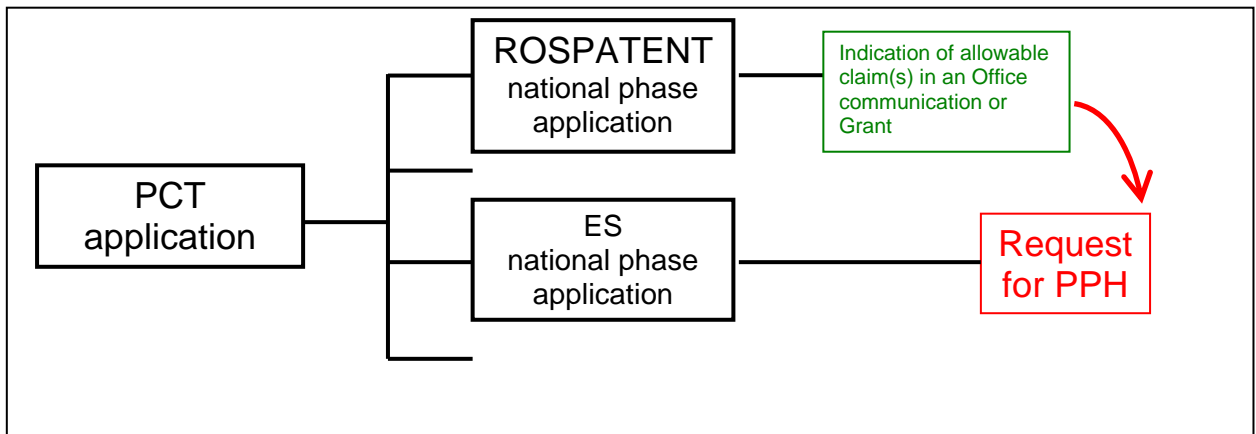 ROSPATENT
national phase
application
Indication of allowable
claim(s) in an Office
communication or
Grant
PCT
application
ES
national phase
application
Request
for PPH